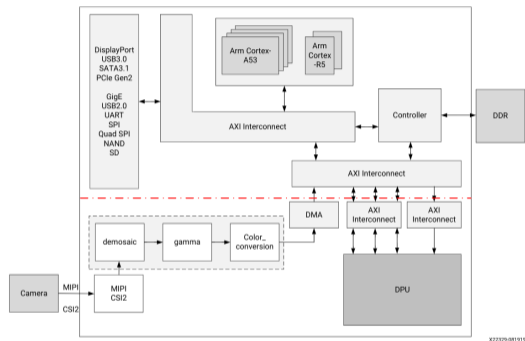 DisplayPort
USB3.0
SATA3.1
PCIe Gen2
GigE
USB2.0
UART
SPI
Quad SPI
NAND
SD
Arm Cortex-
A53
Arm
Cortex
-R5
AXI Interconnect
Controller
DDR
AXI Interconnect
DMA
AXI
Interconnect
AXI
Interconnect
demosaic
gamma
Color_
conversion
Camera
MIPI
CSI2
MIPI
CSI2
DPU
X22329-081919